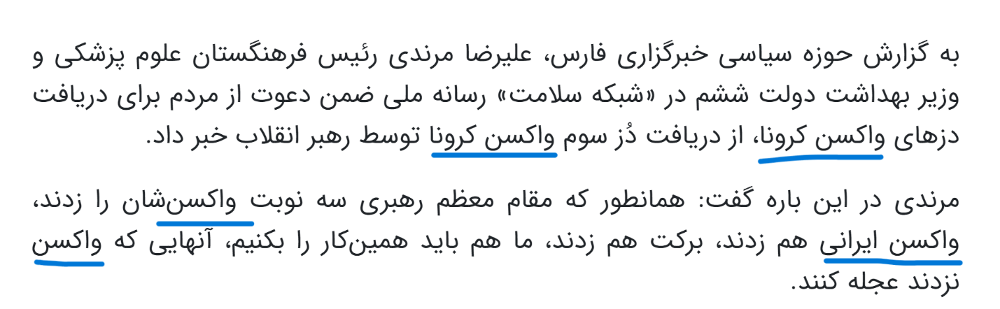 به گزارش حوزه سیاسی خبرگزاری فارس، علیرضا مرندی رئیس فرهنگستان علوم پزشکی و
وزیر بهداشت دولت ششم در «شبکه سلامت» رسانه ملی ضمن دعوت از مردم برای دریافت
دزهای واکسن کرونا، از دریافت دُز سوم واکسن کرونا توسط رهبر انقلاب خبر داد.
مرندی در این باره گفت: همانطور که مقام معظم رهبری سه نوبت واکسن‌شان را زدند،
واکسن ایرانی هم زدند، برکت هم زدند، ما هم باید همین‌کار را بکنیم، آنهایی که واکسن
نزدند عجله کنند.